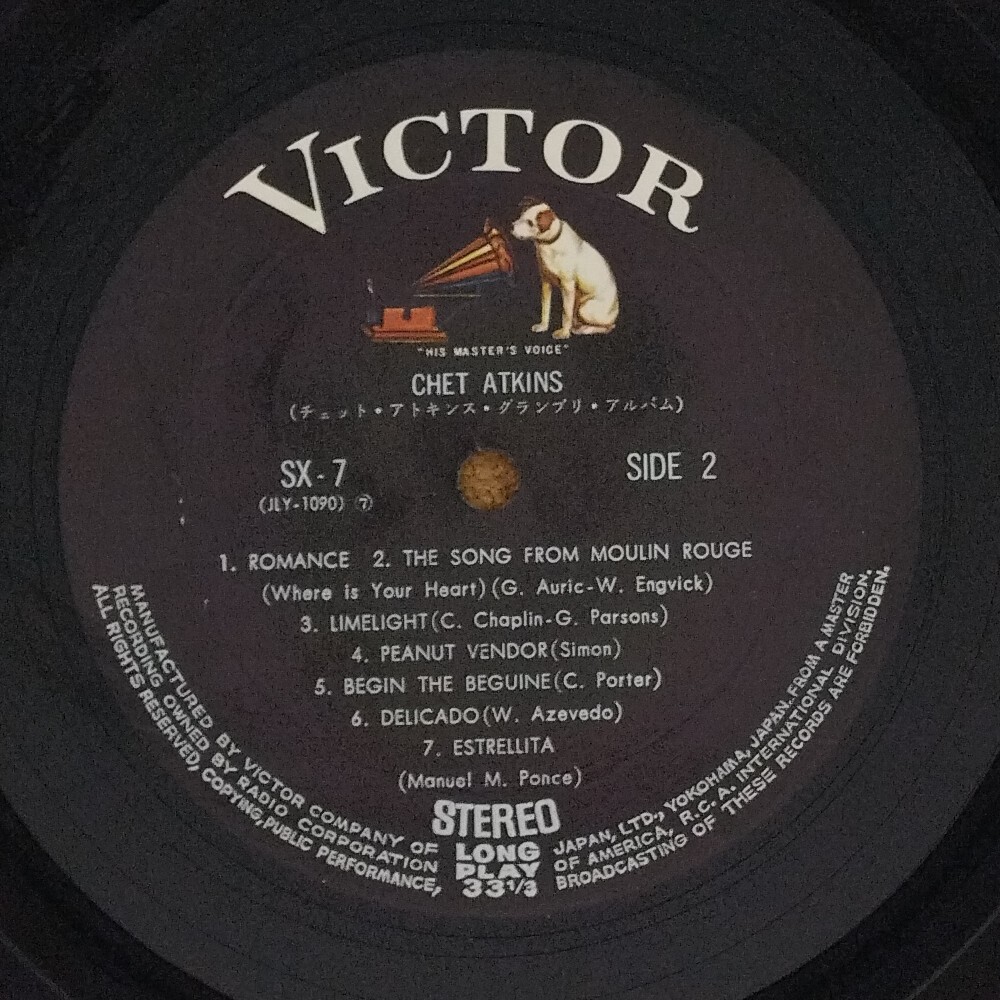 VICTOR
"HIS MASTER'S VOICE"
CHET ATKINS
(チェット・アトキンス・グランプリ・アルバム)
SX-7
SIDE 2
(JLY-1090) ⑦
1. ROMANCE 2. THE SONG FROM MOULIN ROUGE
(Where is Your Heart)(G. Auric-W. Engvick)
3. LIMELIGHT(C. Chaplin-G. Parsons)
4. PEANUT VENDOR(Simon)
5. BEGIN THE BEGUINE(C. Porter)
6. DELICADO(W. Azevedo)
7. ESTRELLITA
(Manuel M. Ponce)
STEREO
LONG
PLAY
33 1/3
MANUFACTURED BY VICTOR COMPANY OF JAPAN, LTD., YOKOHAMA, JAPAN. FROM A MASTER
RECORDING OWNED BY RADIO CORPORATION OF AMERICA, R.C.A. INTERNATIONAL DIVISION.
ALL RIGHTS RESERVED, COPYING, PUBLIC PERFORMANCE, BROADCASTING OF THESE RECORDS ARE FORBIDDEN.